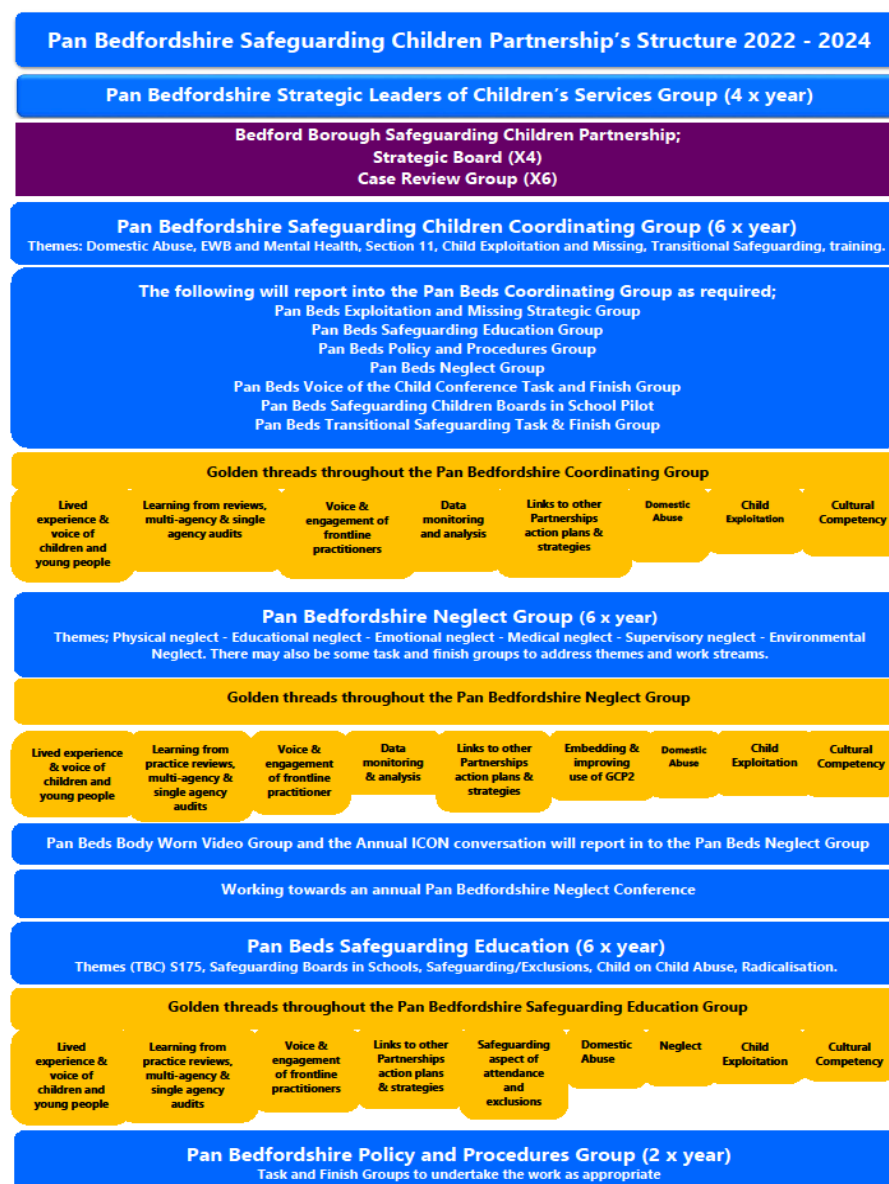 Pan Bedfordshire Safeguarding Children Partnership's Structure 2022 - 2024
Pan Bedfordshire Strategic Leaders of Children's Services Group (4 x year)
Bedford Borough Safeguarding Children Partnership;
Strategic Board (X4)
Case Review Group (X6)
Pan Bedfordshire Safeguarding Children Coordinating Group (6 x year)
Themes: Domestic Abuse, EWB and Mental Health, Section 11, Child Exploitation and Missing, Transitional Safeguarding, training.
The following will report into the Pan Beds Coordinating Group as required;
Pan Beds Exploitation and Missing Strategic Group
Pan Beds Safeguarding Education Group
Pan Beds Policy and Procedures Group
Pan Beds Neglect Group
Pan Beds Voice of the Child Conference Task and Finish Group
Pan Beds Safeguarding Children Boards in School Pilot
Pan Beds Transitional Safeguarding Task & Finish Group
Golden threads throughout the Pan Bedfordshire Coordinating Group
Lived
experience &
voice of
children and
young people
Learning from reviews,
multi-agency & single
agency audits
Voice &
engagement of
frontline
practitioners
Data
monitoring
and analysis
Links to other
Partnerships
action plans &
strategies
Domestic
Abuse
Child
Exploitation
Cultural
Competency
Pan Bedfordshire Neglect Group (6 x year)
Themes; Physical neglect - Educational neglect - Emotional neglect - Medical neglect - Supervisory neglect - Environmental
Neglect. There may also be some task and finish groups to address themes and work streams.
Golden threads throughout the Pan Bedfordshire Neglect Group
Lived experience
& voice of
children and
young people
Learning from
practice reviews,
multi-agency &
single agency
audits
Voice &
engagement
of frontline
practitioner
Data
monitoring
& analysis
Links to other
Partnerships
action plans &
strategies
Embedding &
improving
use of GCP2
Domestic
Abuse
Child
Exploitation
Cultural
Competency
Pan Beds Body Worn Video Group and the Annual ICON conversation will report in to the Pan Beds Neglect Group
Working towards an annual Pan Bedfordshire Neglect Conference
Pan Beds Safeguarding Education (6 x year)
Themes (TBC) S175, Safeguarding Boards in Schools, Safeguarding/Exclusions, Child on Child Abuse, Radicalisation.
Golden threads throughout the Pan Bedfordshire Safeguarding Education Group
Lived
experience &
voice of
children and
young people
Learning from
practice reviews,
multi-agency &
single agency
audits
Voice &
engagement
of frontline
practitioners
Links to other
Partnerships
action plans
& strategies
Safeguarding
aspect of
attendance
and
exclusions
Domestic
Abuse
Neglect
Child
Exploitation
Cultural
Competency
Pan Bedfordshire Policy and Procedures Group (2 x year)
Task and Finish Groups to undertake the work as appropriate